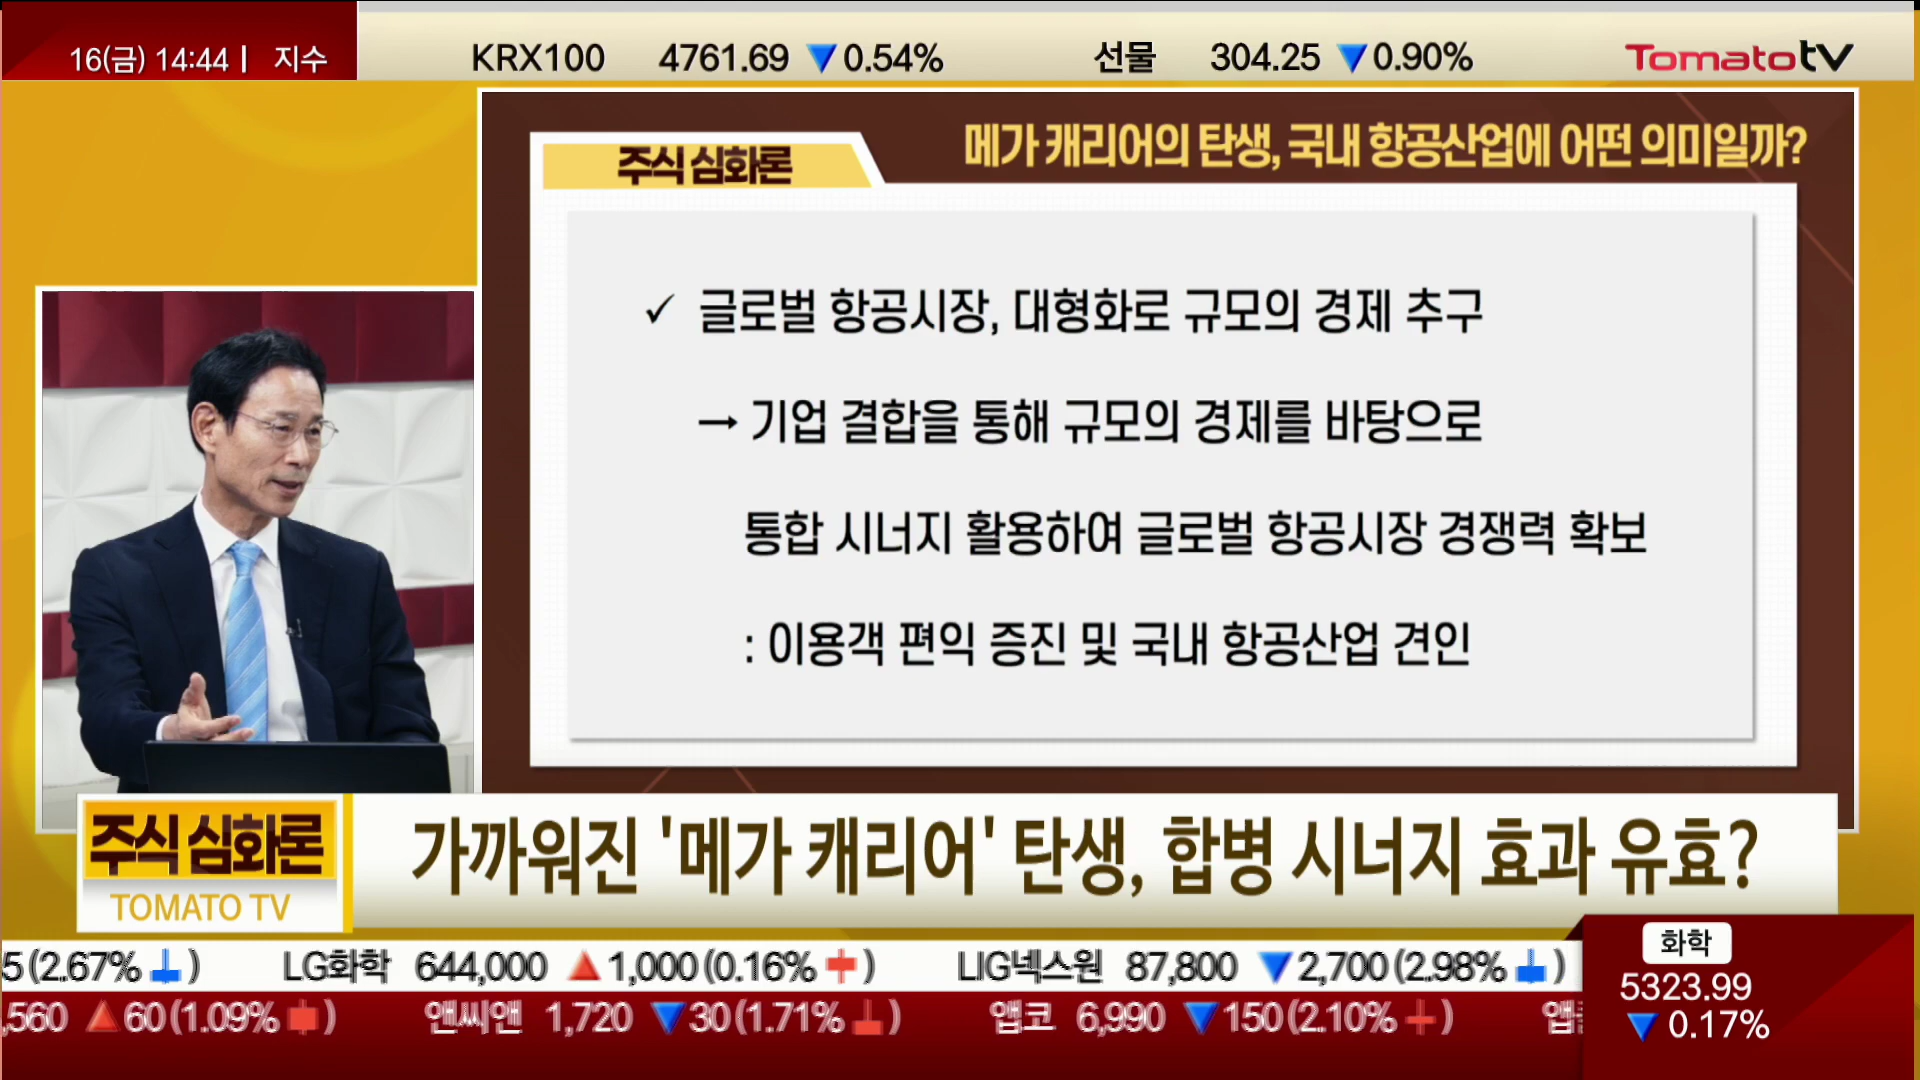 16(금) 14:44 | 지수
KRX100 4761.69 ▼0.54% 선물 304.25 ▼0.90%
Tomato tv
주식 심화론
메가 캐리어의 탄생, 국내 항공산업에 어떤 의미일까?
✓ 글로벌 항공시장, 대형화로 규모의 경제 추구
→ 기업 결합을 통해 규모의 경제를 바탕으로
통합 시너지 활용하여 글로벌 항공시장 경쟁력 확보
: 이용객 편익 증진 및 국내 항공산업 견인
주식 심화론
TOMATO TV
가까워진 '메가 캐리어' 탄생, 합병 시너지 효과 유효?
5(2.67% ) LG화학 644,000 ▲1,000(0.16% ) LIG넥스원 87,800 ▼2,700(2.98% )
,560 ▲60(1.09% ) 앤씨앤 1,720 ▼30(1.71% ) 앱코 6,990 ▼150(2.10% )
화학
5323.99
▼ 0.17%